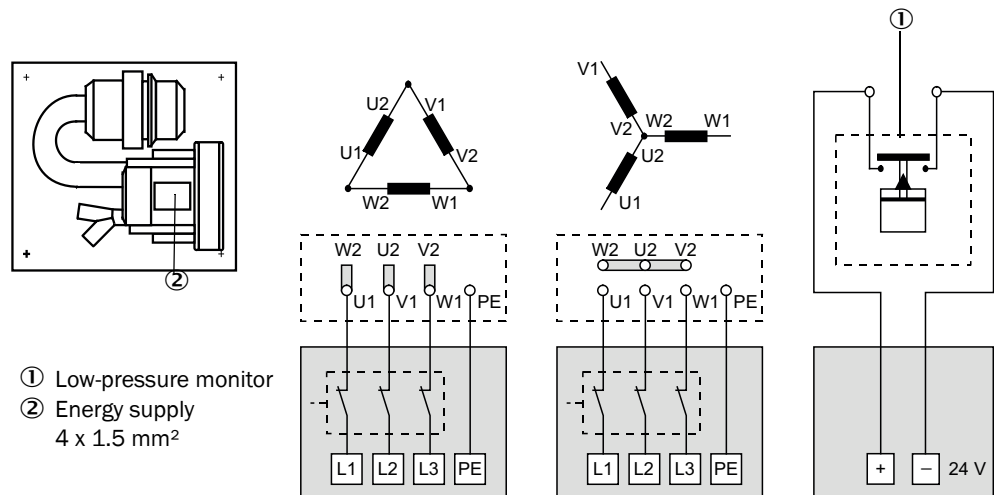 ①
②
① Low-pressure monitor
② Energy supply
4 x 1.5 mm²
U2 V1
U1 V2
W2 W1
W2 U2 V2
U1 V1 W1 PE
L1 L2 L3 PE
V1
V2 W2 W1
U2
U1
W2 U2 V2
U1 V1 W1 PE
L1 L2 L3 PE
①
+ – 24 V